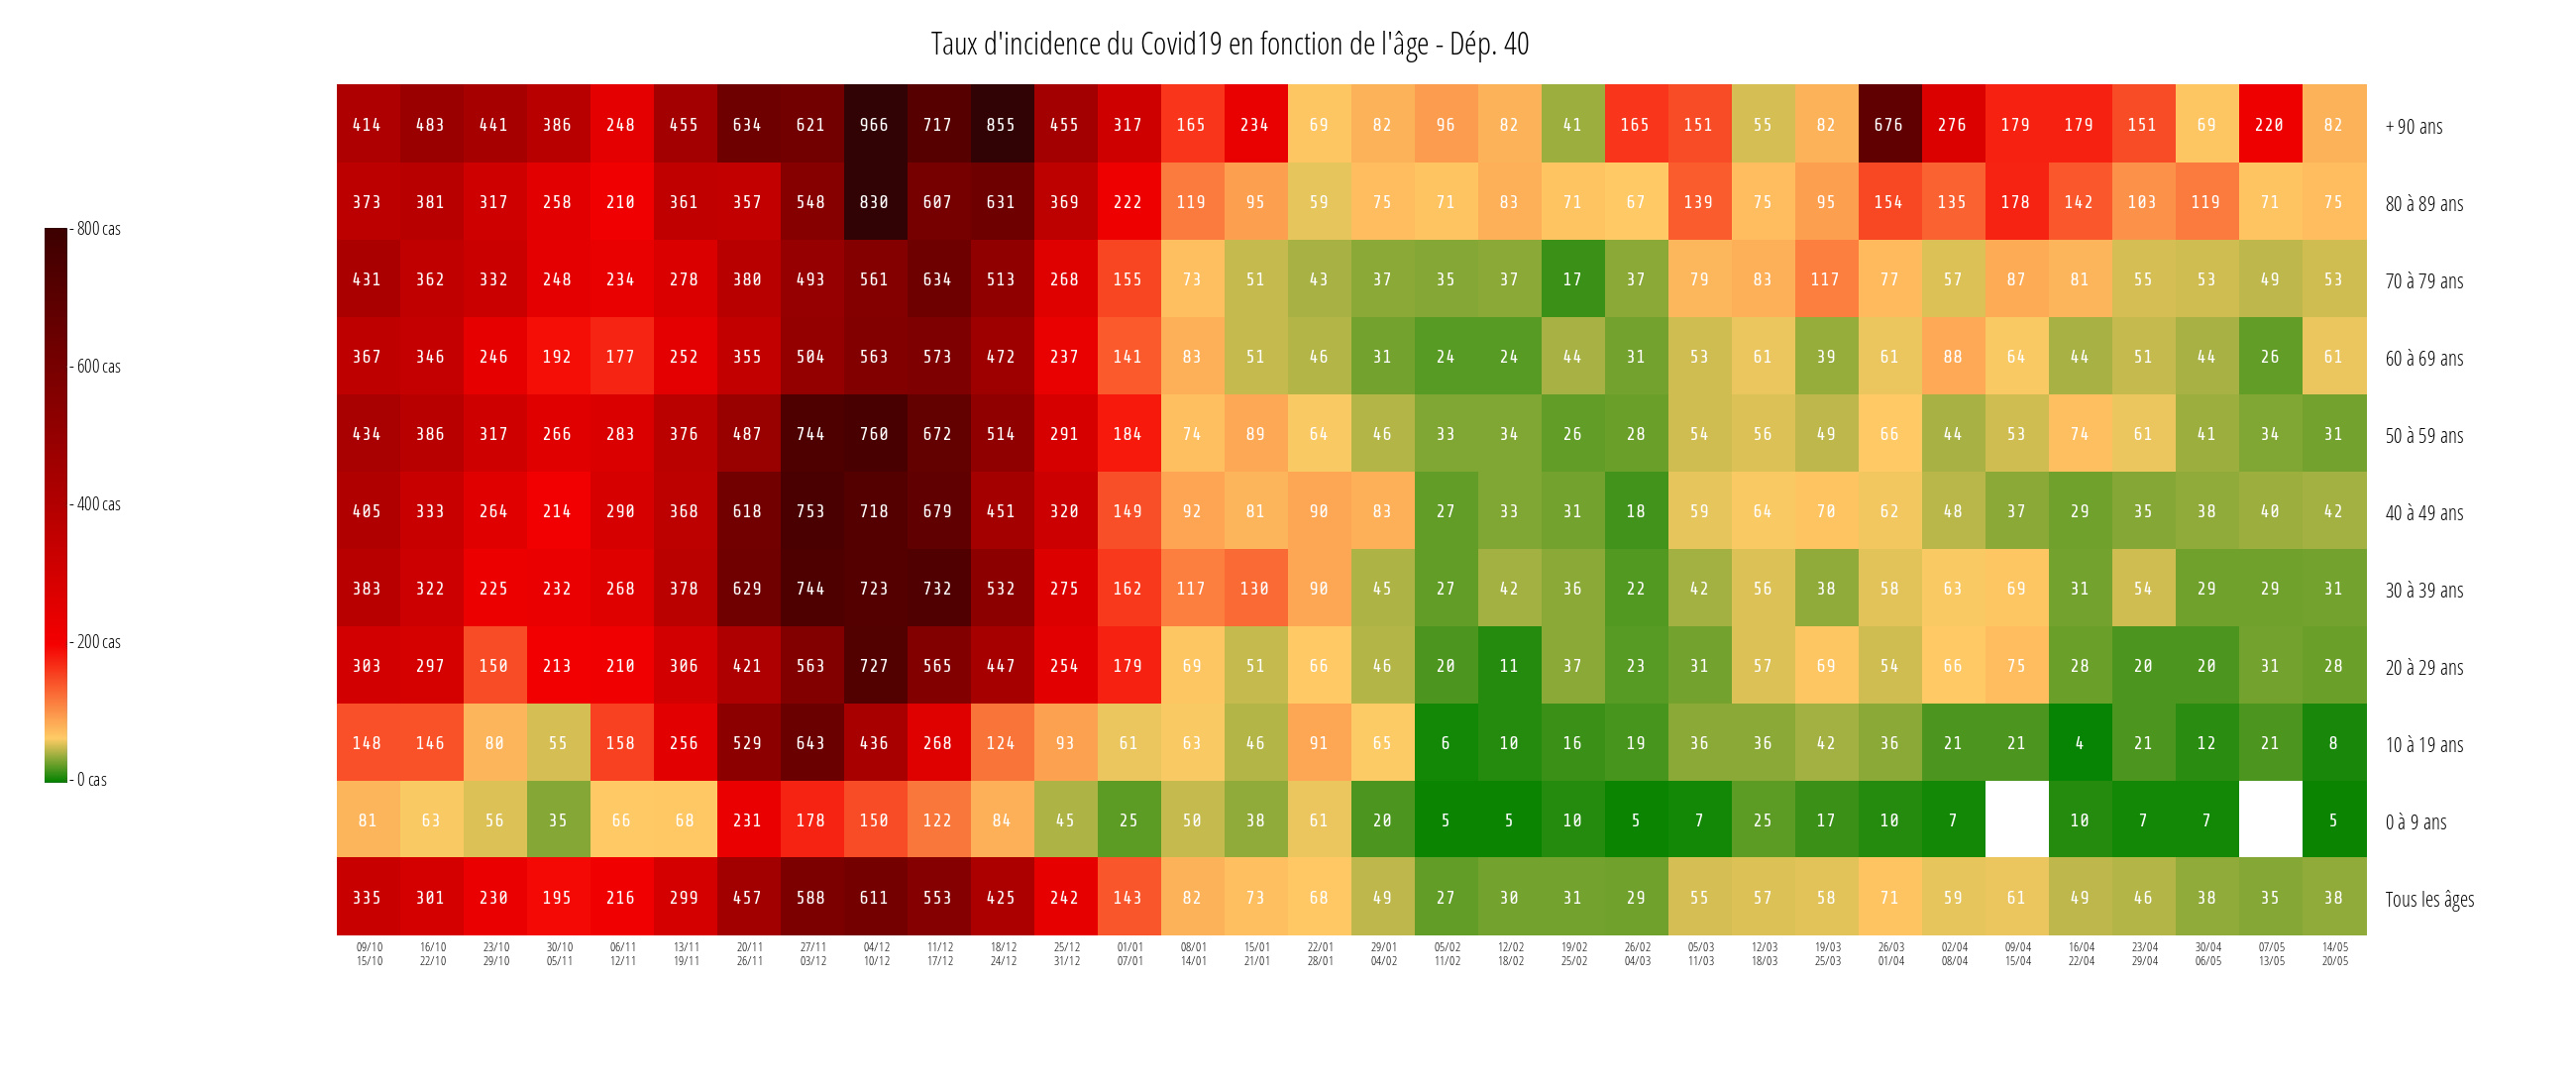 Taux d'incidence du Covid19 en fonction de l'âge - Dép. 40
- 800 cas
- 600 cas
- 400 cas
- 200 cas
- 0 cas
414 483 441 386 248 455 634 621 966 717 855 455 317 165 234 69 82 96 82 41 165 151 55 82 676 276 179 179 151 69 220 82 + 90 ans
373 381 317 258 210 361 357 548 830 607 631 369 222 119 95 59 75 71 83 71 67 139 75 95 154 135 178 142 103 119 71 75 80 à 89 ans
431 362 332 248 234 278 380 493 561 634 513 268 155 73 51 43 37 35 37 17 37 79 83 117 77 57 87 81 55 53 49 53 70 à 79 ans
367 346 246 192 177 252 355 504 563 573 472 237 141 83 51 46 31 24 24 44 31 53 61 39 61 88 64 44 51 44 26 61 60 à 69 ans
434 386 317 266 283 376 487 744 760 672 514 291 184 74 89 64 46 33 34 26 28 54 56 49 66 44 53 74 61 41 34 31 50 à 59 ans
405 333 264 214 290 368 618 753 718 679 451 320 149 92 81 90 83 27 33 31 18 59 64 70 62 48 37 29 35 38 40 42 40 à 49 ans
383 322 225 232 268 378 629 744 723 732 532 275 162 117 130 90 45 27 42 36 22 42 56 38 58 63 69 31 54 29 29 31 30 à 39 ans
303 297 150 213 210 306 421 563 727 565 447 254 179 69 51 66 46 20 11 37 23 31 57 69 54 66 75 28 20 20 31 28 20 à 29 ans
148 146 80 55 158 256 529 643 436 268 124 93 61 63 46 91 65 6 10 16 19 36 36 42 36 21 21 4 21 12 21 8 10 à 19 ans
81 63 56 35 66 68 231 178 150 122 84 45 25 50 38 61 20 5 5 10 5 7 25 17 10 7 10 7 7 5 0 à 9 ans
335 301 230 195 216 299 457 588 611 553 425 242 143 82 73 68 49 27 30 31 29 55 57 58 71 59 61 49 46 38 35 38 Tous les âges
09/10 16/10 23/10 30/10 06/11 13/11 20/11 27/11 04/12 11/12 18/12 25/12 01/01 08/01 15/01 22/01 29/01 05/02 12/02 19/02 26/02 05/03 12/03 19/03 26/03 02/04 09/04 16/04 23/04 30/04 07/05 14/05
15/10 22/10 29/10 05/11 12/11 19/11 26/11 03/12 10/12 17/12 24/12 31/12 07/01 14/01 21/01 28/01 04/02 11/02 18/02 25/02 04/03 11/03 18/03 25/03 01/04 08/04 15/04 22/04 29/04 06/05 13/05 20/05